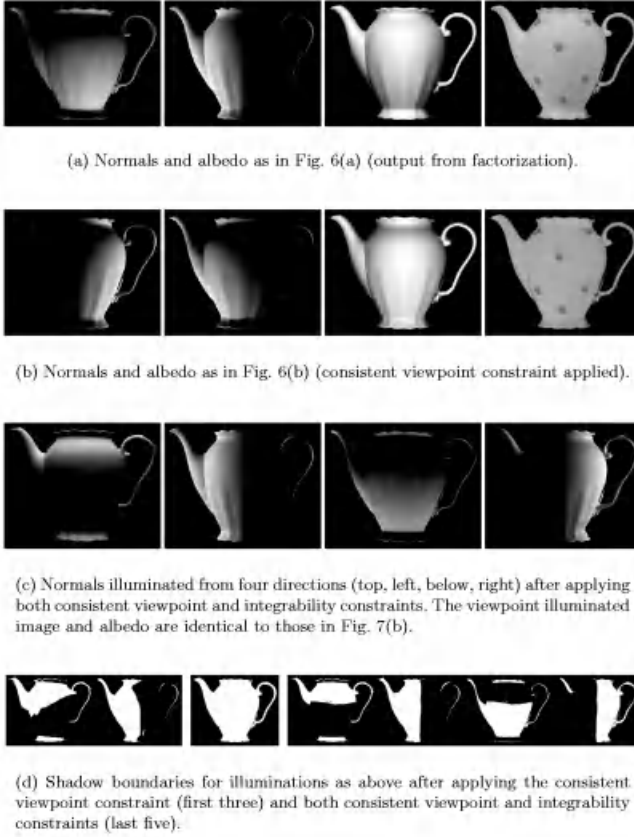 (a) Normals and albedo as in Fig. 6(a) (output from factorization).
(b) Normals and albedo as in Fig. 6(b) (consistent viewpoint constraint applied).
(c) Normals illuminated from four directions (top, left, below, right) after applying
both consistent viewpoint and integrability constraints. The viewpoint illuminated
image and albedo are identical to those in Fig. 7(b).
(d) Shadow boundaries for illuminations as above after applying the consistent
viewpoint constraint (first three) and both consistent viewpoint and integrability
constraints (last five).